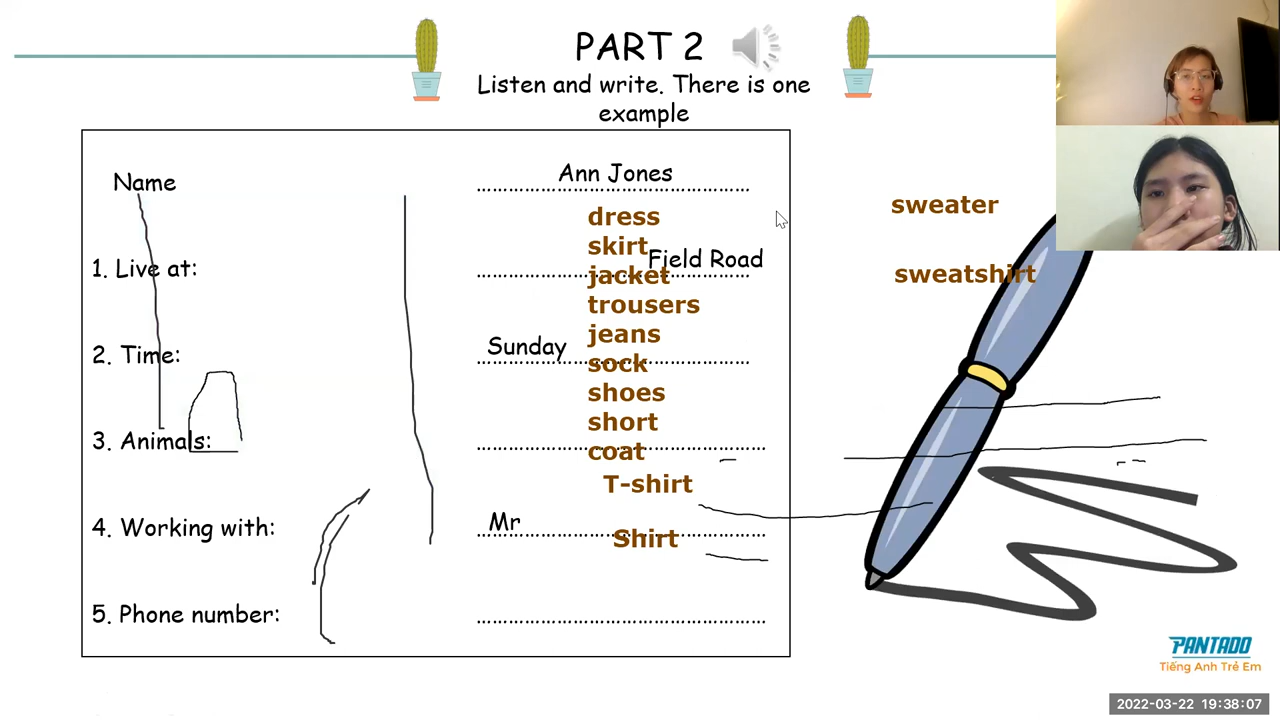 PART 2
Listen and write. There is one
example
Name
Ann Jones
dress
sweater
skirt
1. Live at:
Field Road
jacket
sweatshirt
trousers
jeans
2. Time:
Sunday
sock
shoes
short
3. Animals:
coat
T-shirt
4. Working with:
Mr
Shirt
5. Phone number:
PANTADO
Tiếng Anh Trẻ Em
2022-03-22 19:38:07